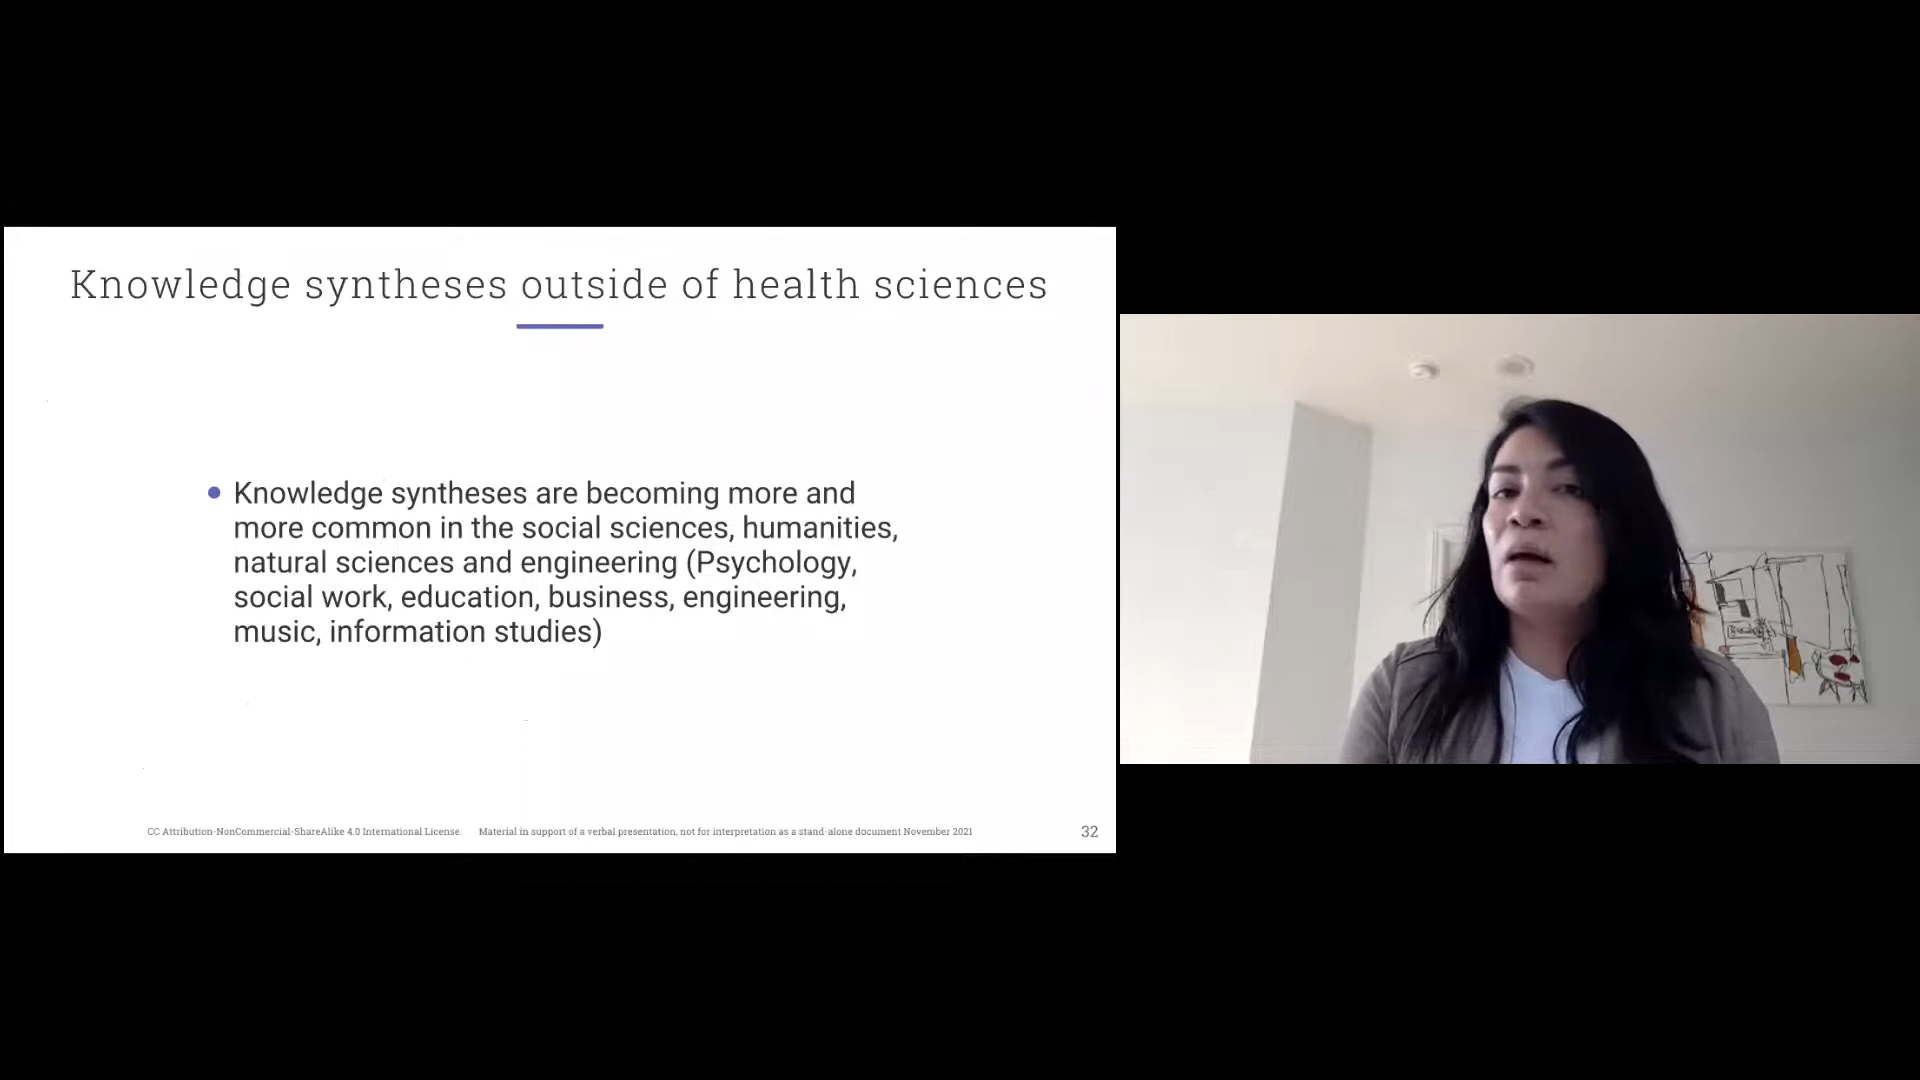 Knowledge syntheses outside of health sciences
Knowledge syntheses are becoming more and
more common in the social sciences, humanities,
natural sciences and engineering (Psychology,
social work, education, business, engineering,
music, information studies)
CC Attribution-NonCommercial-ShareAlike 4.0 International License. Material in support of a verbal presentation, not for interpretation as a stand-alone document November 2021
32